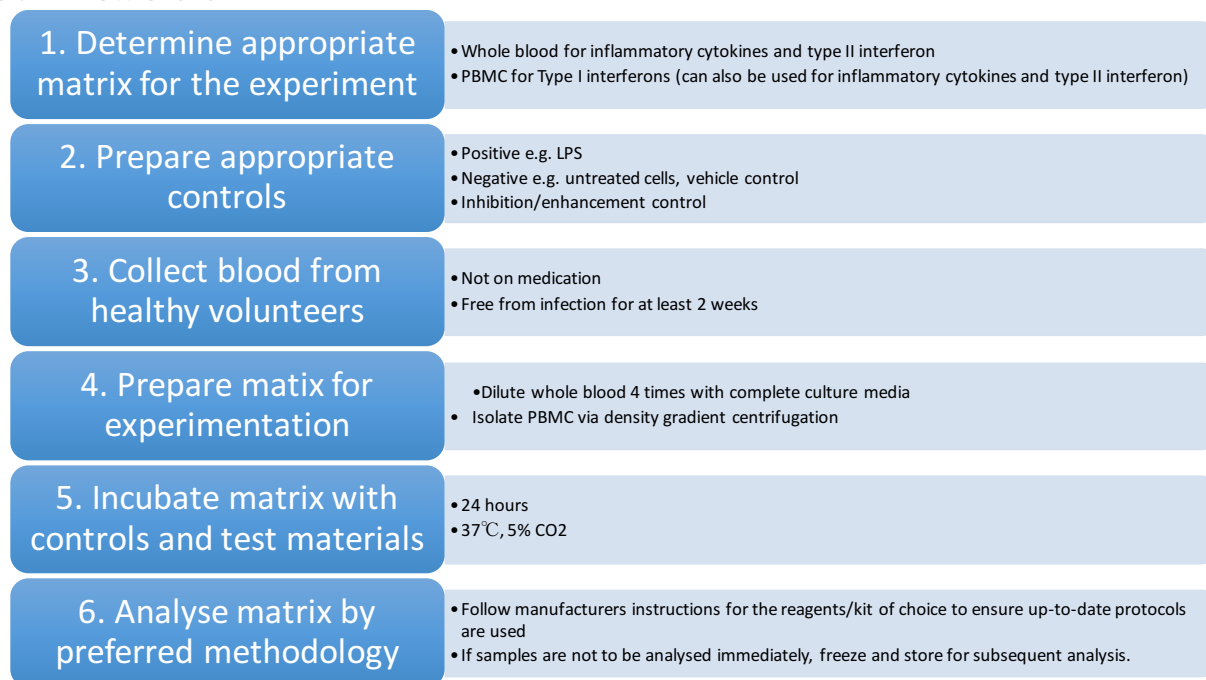 1. Determine appropriate
matrix for the experiment
•Whole blood for inflammatory cytokines and type II interferon
•PBMC for Type I interferons (can also be used for inflammatory cytokines and type II interferon)
2. Prepare appropriate
controls
•Positive e.g. LPS
•Negative e.g. untreated cells, vehicle control
•Inhibition/enhancement control
3. Collect blood from
healthy volunteers
•Not on medication
•Free from infection for at least 2 weeks
4. Prepare matix for
experimentation
•Dilute whole blood 4 times with complete culture media
• Isolate PBMC via density gradient centrifugation
5. Incubate matrix with
controls and test materials
•24 hours
•37℃, 5% CO2
6. Analyse matrix by
preferred methodology
•Follow manufacturers instructions for the reagents/kit of choice to ensure up-to-date protocols
are used
•If samples are not to be analysed immediately, freeze and store for subsequent analysis.